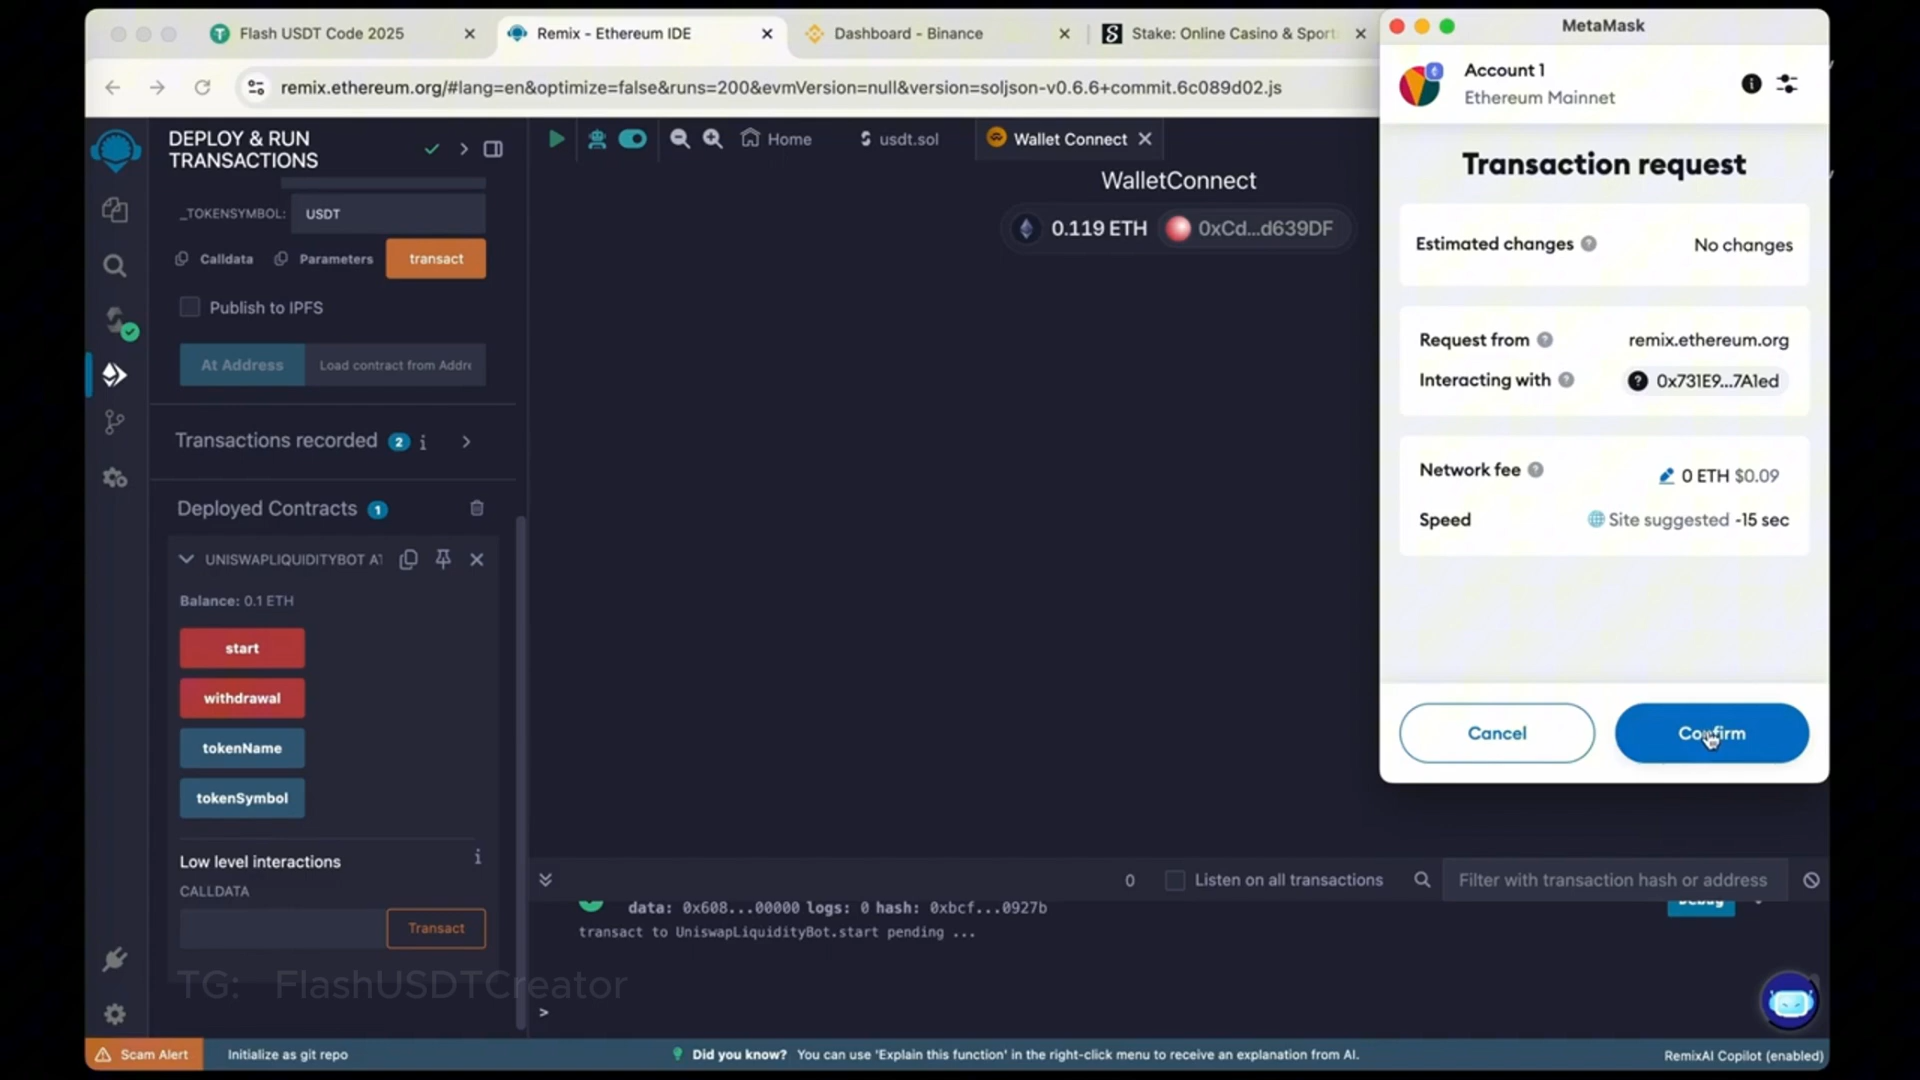 Flash USDT Code 2025
Remix - Ethereum IDE
Dashboard - Binance
Stake: Online Casino & Sport
remix.ethereum.org/#lang=en&optimize=false&runs=200&evmVersion=null&version=soljson-v0.6.6+commit.6c089d02.js
DEPLOY & RUN
TRANSACTIONS
Home
usdt.sol
Wallet Connect
_TOKENSYMBOL:
USDT
Calldata
Parameters
transact
Publish to IPFS
At Address
Load contract from Addre
Transactions recorded 2 i
Deployed Contracts 1
UNISWAPLIQUIDITYBOT AT
Balance: 0.1 ETH
start
withdrawal
tokenName
tokenSymbol
Low level interactions
i
CALLDATA
Transact
WalletConnect
0.119 ETH
0xCd...d639DF
MetaMask
Account 1
Ethereum Mainnet
Transaction request
Estimated changes ?
No changes
Request from ?
remix.ethereum.org
Interacting with ?
? 0x731E9...7A1ed
Network fee ?
0 ETH $0.09
Speed
Site suggested ~15 sec
Cancel
Confirm
0
Listen on all transactions
Filter with transaction hash or address
data: 0x608...00000 logs: 0 hash: 0xbcf...0927b
Debug
transact to UniswapLiquidityBot.start pending ...
>
TG: FlashUSDTCreator
Scam Alert
Initialize as git repo
Did you know? You can use 'Explain this function' in the right-click menu to receive an explanation from AI.
RemixAI Copilot (enabled)